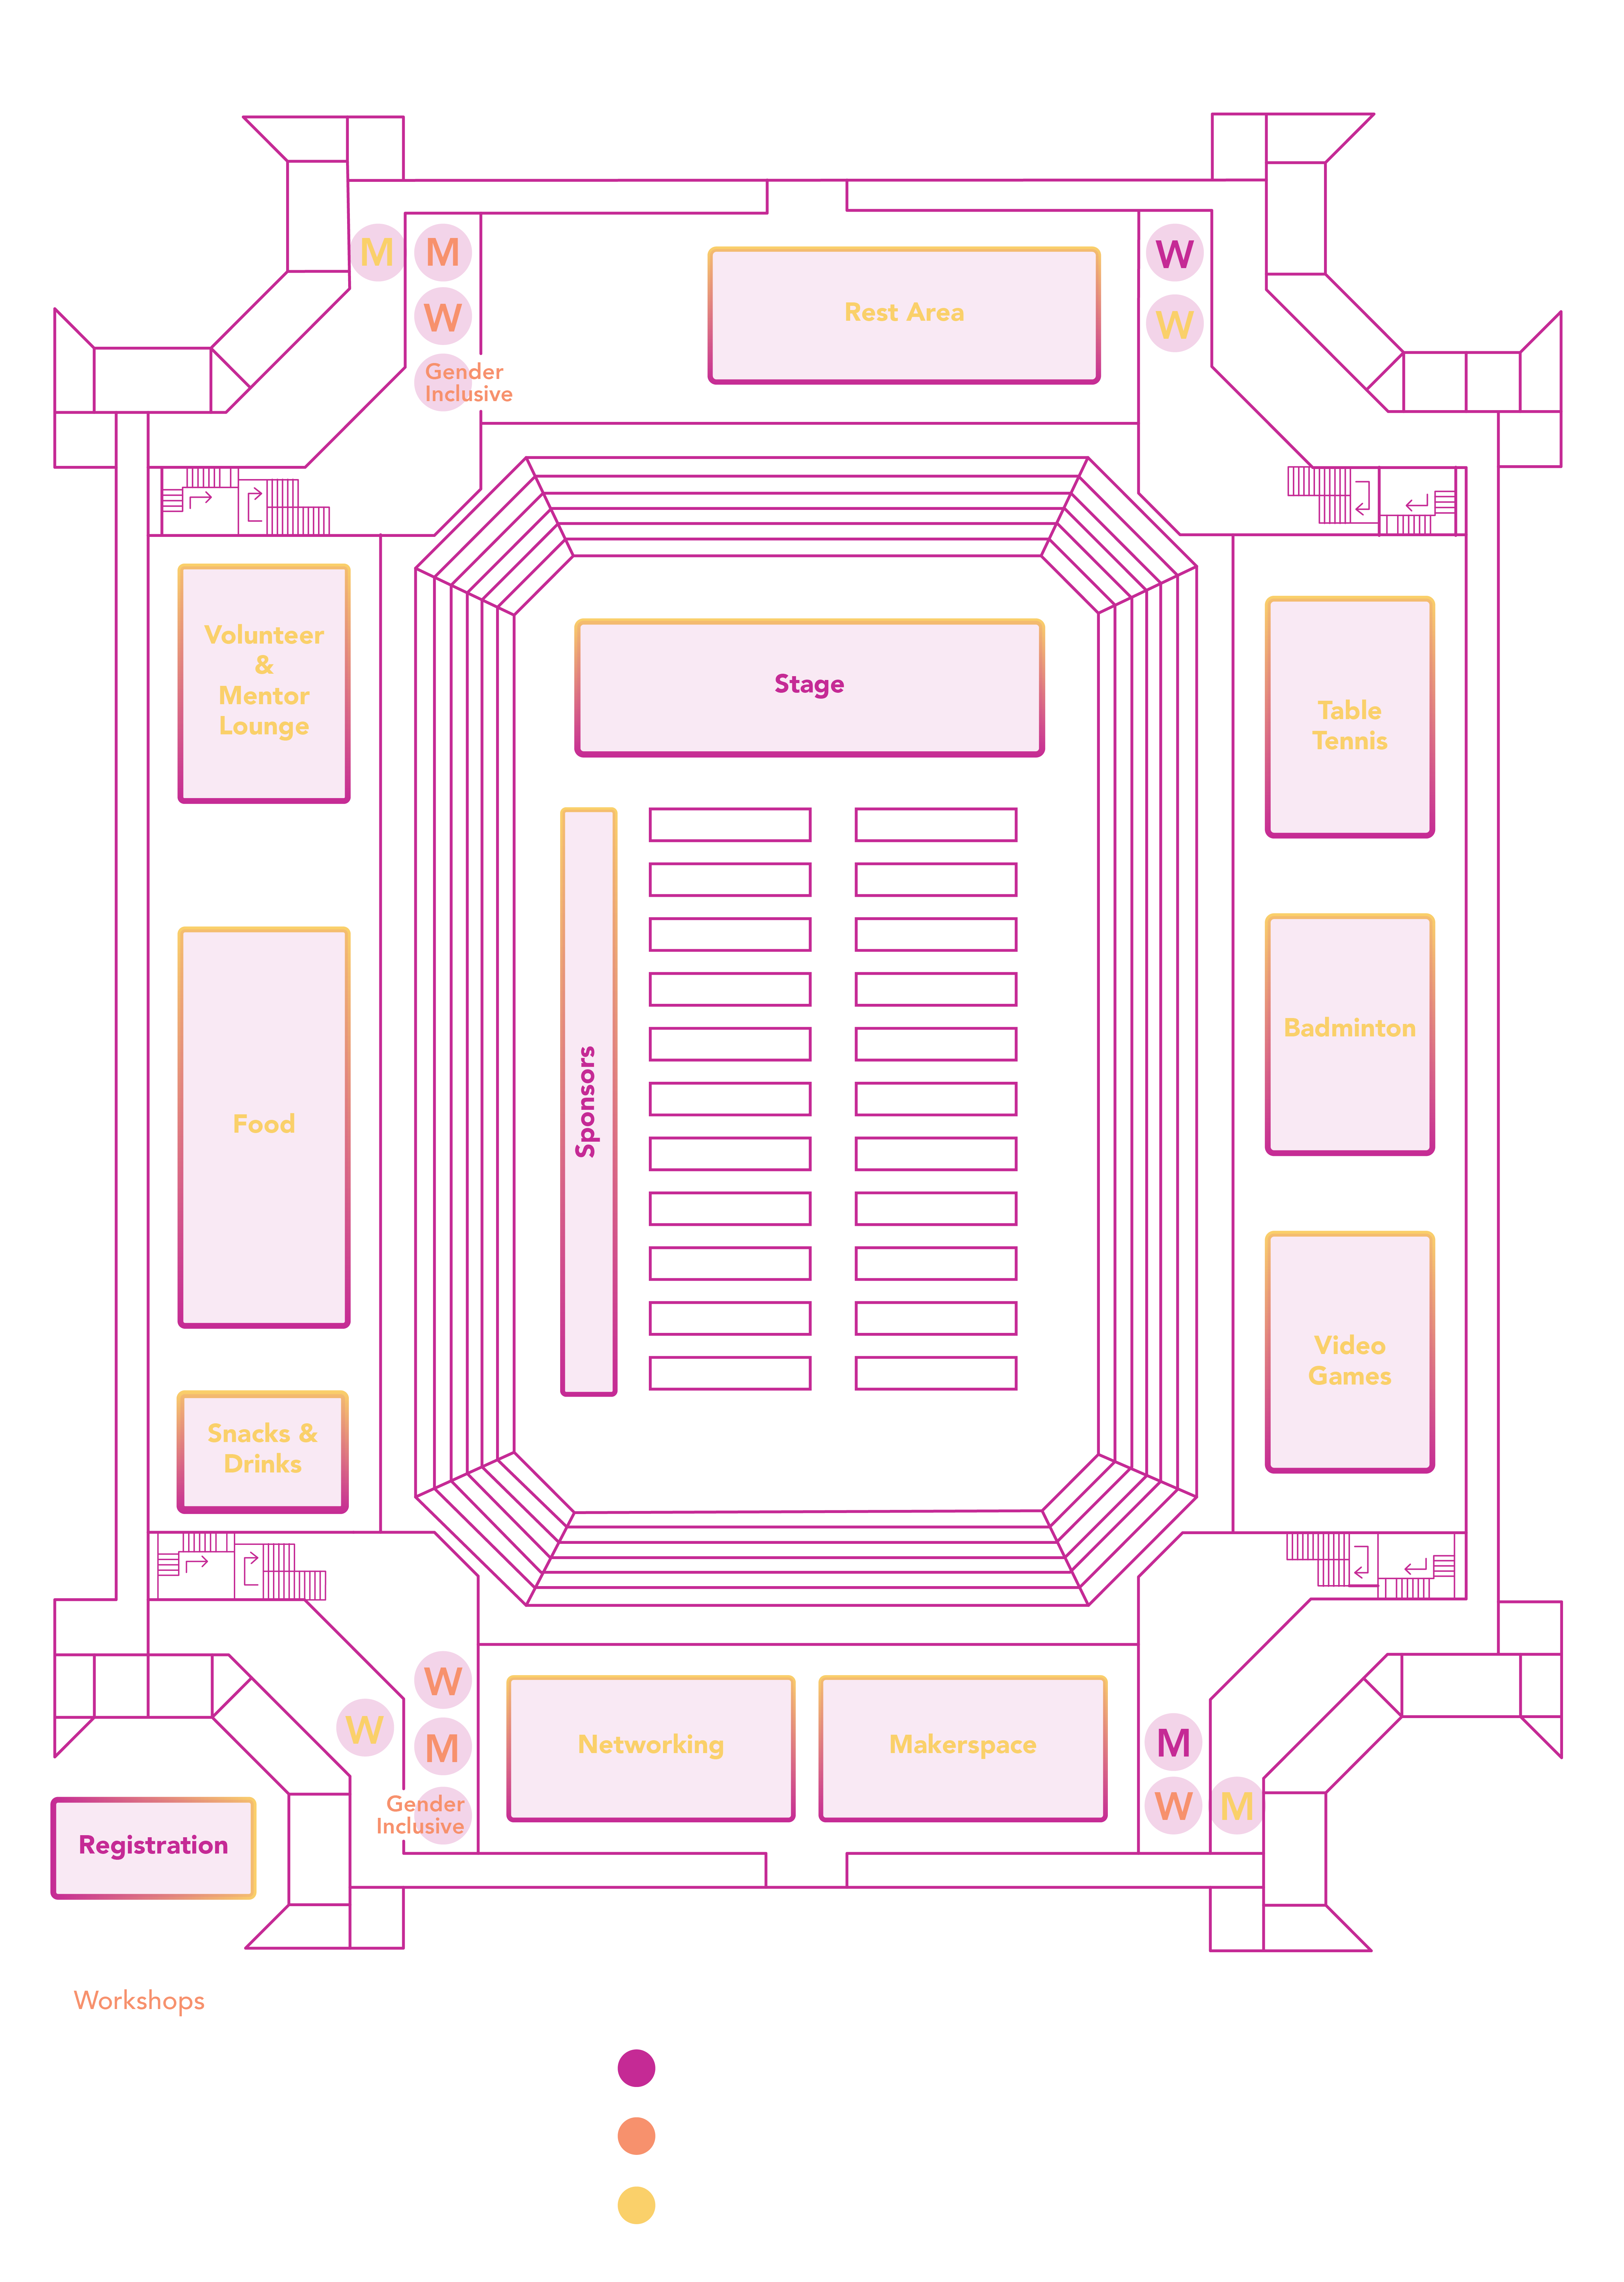 M
M
W
W
W
Gender
Inclusive
Rest Area
Volunteer
&
Mentor
Lounge
Stage
Table
Tennis
Food
Sponsors
Badminton
Snacks &
Drinks
Video
Games
W
W
M
Gender
Inclusive
Networking
Makerspace
M
W
M
Registration
Workshops